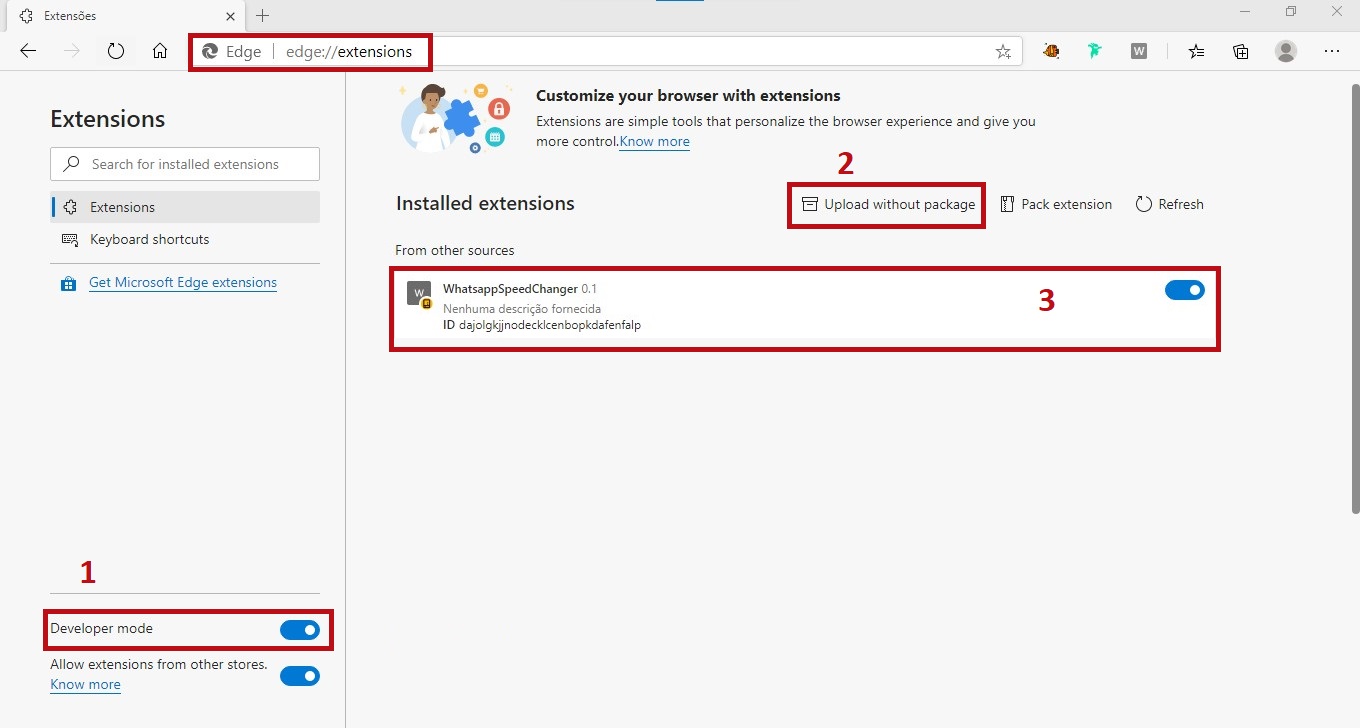 Extensões
Edge | edge://extensions
W
Extensions
Search for installed extensions
Extensions
Keyboard shortcuts
Get Microsoft Edge extensions
1
Developer mode
Allow extensions from other stores.
Know more
Customize your browser with extensions
Extensions are simple tools that personalize the browser experience and give you
more control.Know more
2
Installed extensions
Upload without package
Pack extension
Refresh
From other sources
W
WhatsappSpeedChanger 0.1
Nenhuma descrição fornecida
ID dajolgkjjnodecklcenbopkdafenfalp
3